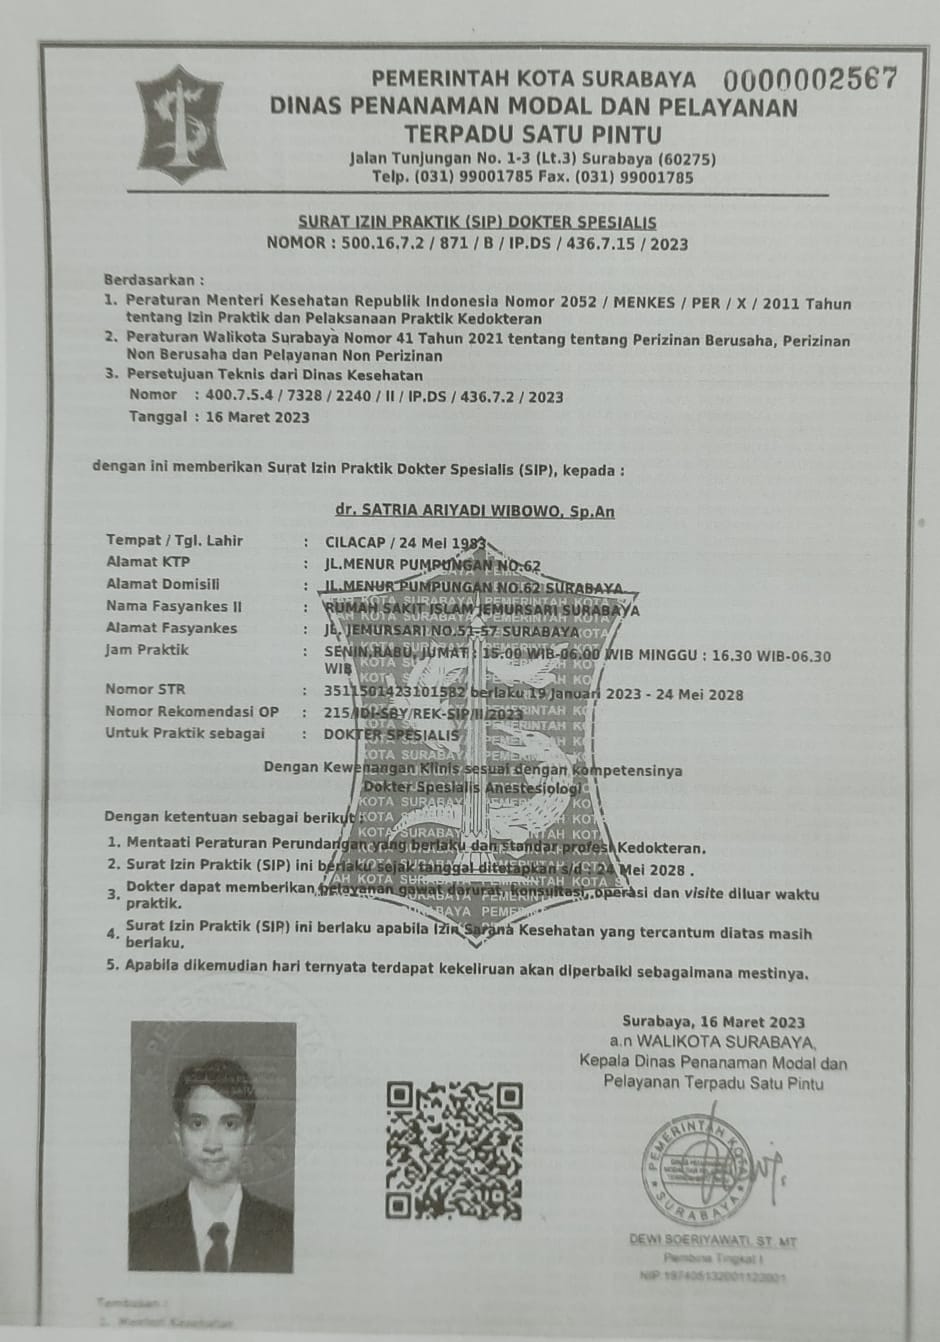 PEMERINTAH KOTA SURABAYA 0000002567
DINAS PENANAMAN MODAL DAN PELAYANAN
TERPADU SATU PINTU
Jalan Tunjungan No. 1-3 (Lt.3) Surabaya (60275)
Telp. (031) 99001785 Fax. (031) 99001785
SURAT IZIN PRAKTIK (SIP) DOKTER SPESIALIS
NOMOR : 500.16.7.2 / 871 / B / IP.DS / 436.7.15 / 2023
Berdasarkan :
1. Peraturan Menteri Kesehatan Republik Indonesia Nomor 2052 / MENKES / PER / X / 2011 Tahun
tentang Izin Praktik dan Pelaksanaan Praktik Kedokteran
2. Peraturan Walikota Surabaya Nomor 41 Tahun 2021 tentang tentang Perizinan Berusaha, Perizinan
Non Berusaha dan Pelayanan Non Perizinan
3. Persetujuan Teknis dari Dinas Kesehatan
Nomor : 400.7.5.4 / 7328 / 2240 / II / IP.DS / 436.7.2 / 2023
Tanggal : 16 Maret 2023
dengan ini memberikan Surat Izin Praktik Dokter Spesialis (SIP), kepada :
dr. SATRIA ARIYADI WIBOWO, Sp.An
Tempat / Tgl. Lahir : CILACAP / 24 Mei 1983
Alamat KTP : JL.MENUR PUMPUNGAN NO.62
Alamat Domisili : JL.MENUR PUMPUNGAN NO.62 SURABAYA
Nama Fasyankes II : RUMAH SAKIT ISLAM JEMURSARI SURABAYA
Alamat Fasyankes : JL. JEMURSARI NO.51-57 SURABAYA
Jam Praktik : SENIN,RABU, JUMAT : 15.00 WIB-06.00 WIB MINGGU : 16.30 WIB-06.30
WIB
Nomor STR : 3511501423101582 berlaku 19 Januari 2023 - 24 Mei 2028
Nomor Rekomendasi OP : 215/IDI-SBY/REK-SIP/II/2023
Untuk Praktik sebagai : DOKTER SPESIALIS
Dengan Kewenangan Klinis sesuai dengan kompetensinya
Dokter Spesialis Anestesiologi
Dengan ketentuan sebagai berikut :
1. Mentaati Peraturan Perundangan yang berlaku dan standar profesi Kedokteran.
2. Surat Izin Praktik (SIP) ini berlaku sejak tanggal ditetapkan s/d : 24 Mei 2028 .
3. Dokter dapat memberikan pelayanan gawat darurat, konsultasi, operasi dan visite diluar waktu
praktik.
4. Surat Izin Praktik (SIP) ini berlaku apabila Izin Sarana Kesehatan yang tercantum diatas masih
berlaku.
5. Apabila dikemudian hari ternyata terdapat kekeliruan akan diperbaiki sebagaimana mestinya.
Surabaya, 16 Maret 2023
a.n WALIKOTA SURABAYA,
Kepala Dinas Penanaman Modal dan
Pelayanan Terpadu Satu Pintu
PEMERINTAH KOTA
SURABAYA
DEWI SOERIYAWATI, ST. MT
Pembina Tingkat I
Tembusan :